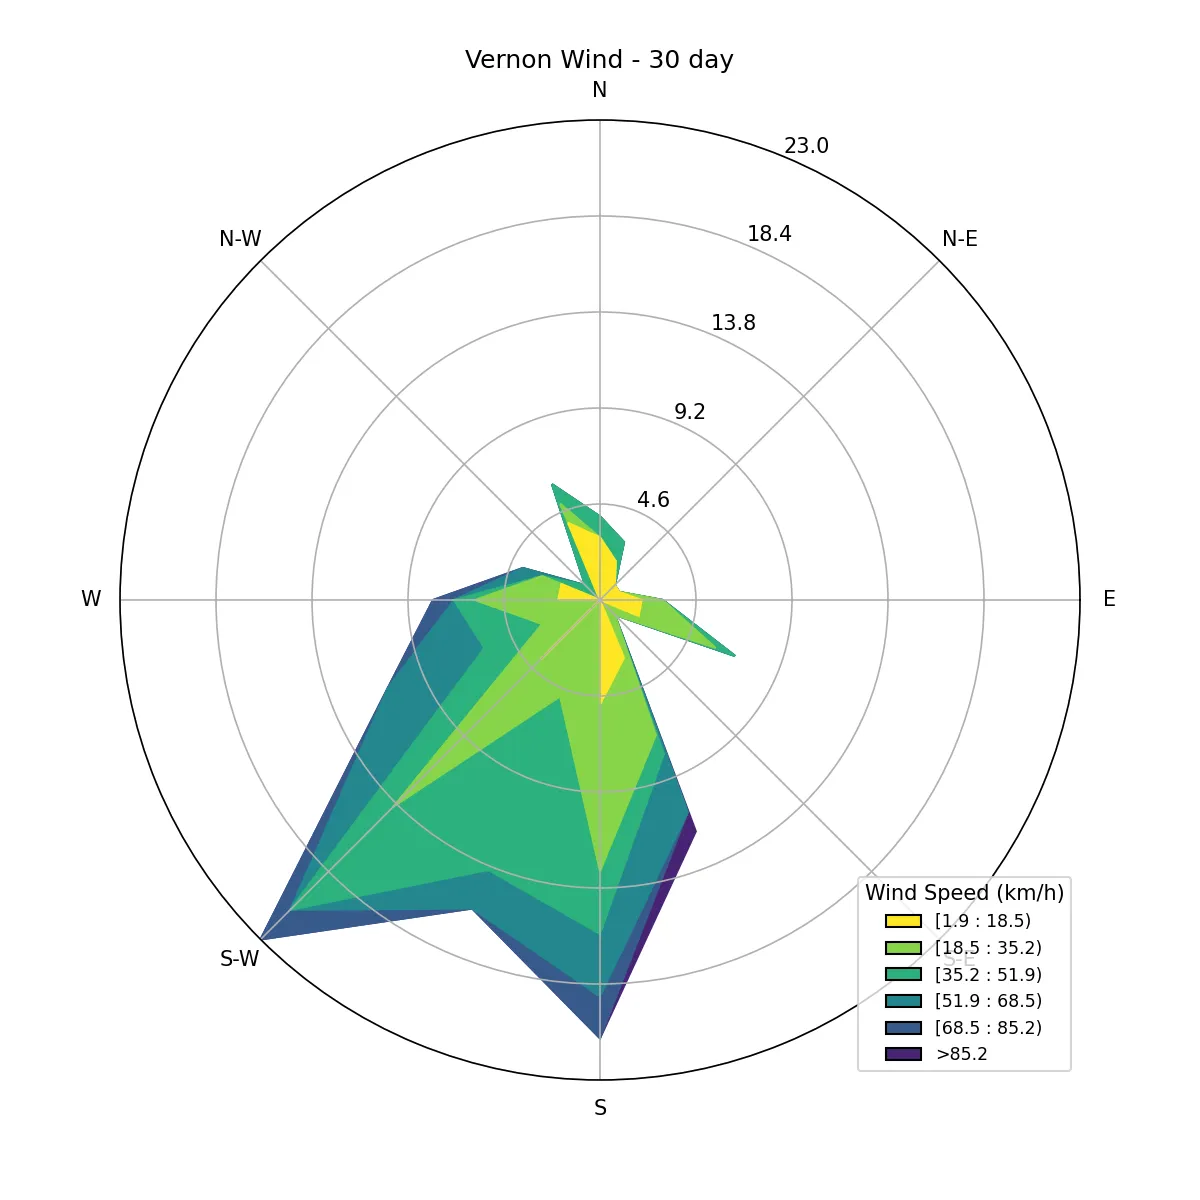 Vernon Wind - 30 day
N
23.0
N-W
18.4
N-E
13.8
9.2
4.6
W
E
S-W
S-E
S
Wind Speed (km/h)
[1.9 : 18.5)
[18.5 : 35.2)
[35.2 : 51.9)
[51.9 : 68.5)
[68.5 : 85.2)
>85.2